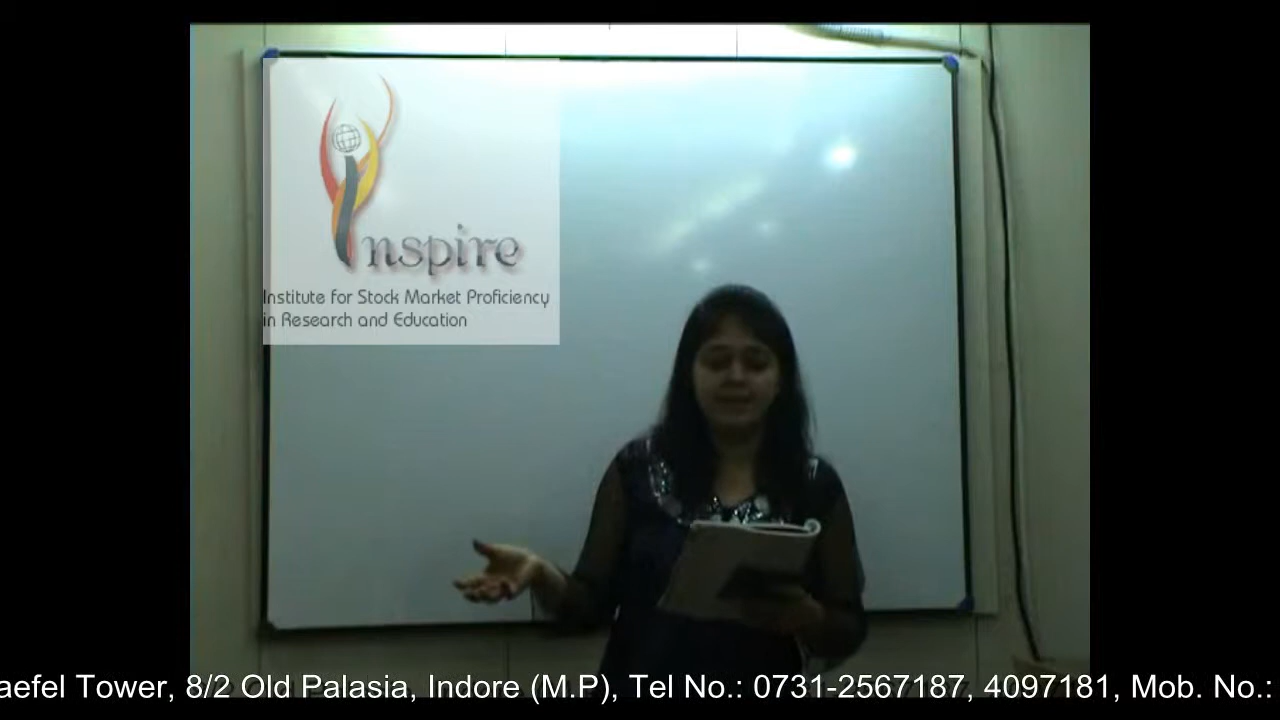 Inspire
Institute for Stock Market Proficiency
in Research and Education
aefel Tower, 8/2 Old Palasia, Indore (M.P), Tel No.: 0731-2567187, 4097181, Mob. No.: